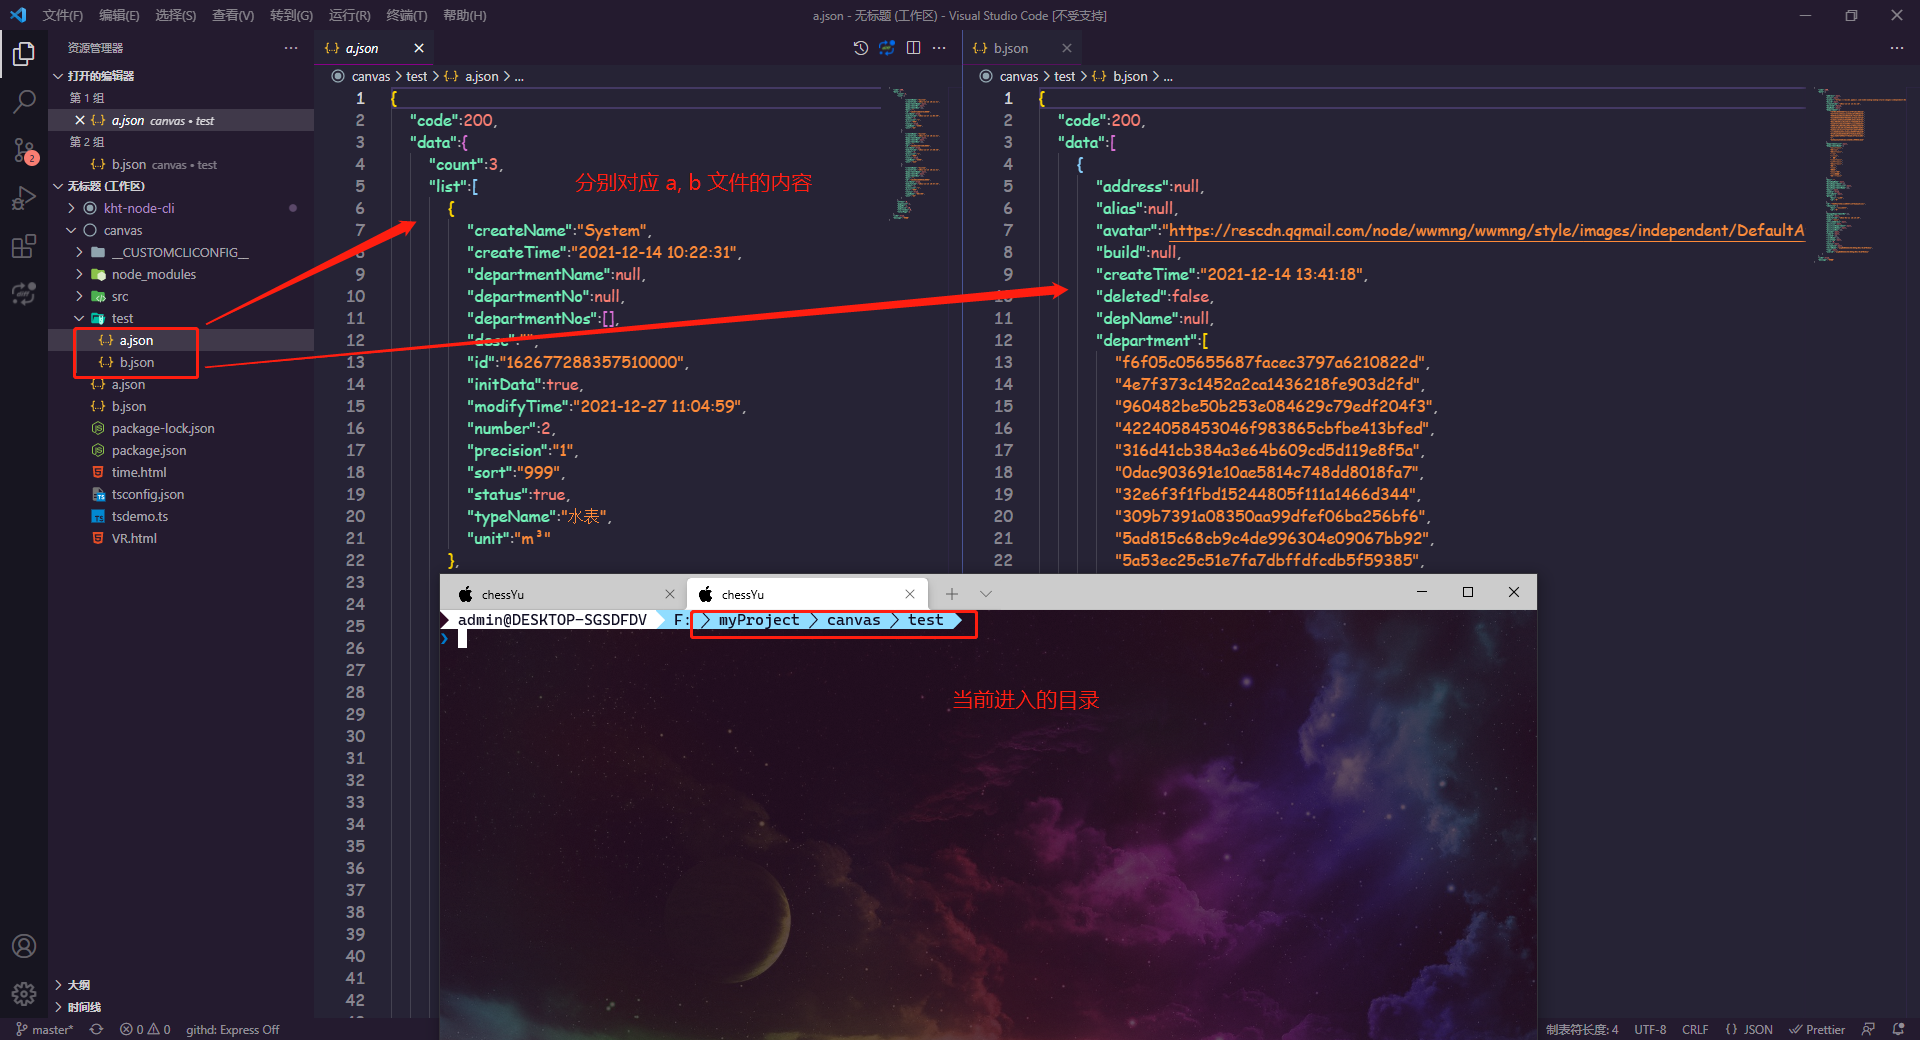 文件(F) 编辑(E) 选择(S) 查看(V) 转到(G) 运行(R) 终端(T) 帮助(H)
a.json - 无标题 (工作区) - Visual Studio Code [不受支持]
资源管理器
打开的编辑器
第 1 组
a.json canvas • test
第 2 组
b.json canvas • test
无标题 (工作区)
kht-node-cli
canvas
__CUSTOMCLICONFIG__
node_modules
src
test
a.json
b.json
a.json
b.json
package-lock.json
package.json
time.html
tsconfig.json
tsdemo.ts
VR.html
大纲
时间线
2
a.json
canvas > test > {··} a.json > ...
1 {
2 "code":200,
3 "data":{
4 "count":3,
5 "list":[
6 {
7 "createName":"System",
8 "createTime":"2021-12-14 10:22:31",
9 "departmentName":null,
10 "departmentNo":null,
11 "departmentNos":[],
12 "desc":"",
13 "id":"162677288357510000",
14 "initData":true,
15 "modifyTime":"2021-12-27 11:04:59",
16 "number":2,
17 "precision":"1",
18 "sort":"999",
19 "status":true,
20 "typeName":"水表",
21 "unit":"m³"
22 },
23
24
25
26
27
28
29
30
31
32
33
34
35
36
37
38
39
40
41
42
分别对应 a, b 文件的内容
b.json
canvas > test > {··} b.json > ...
1 {
2 "code":200,
3 "data":[
4 {
5 "address":null,
6 "alias":null,
7 "avatar":"https://rescdn.qqmail.com/node/wwmng/wwmng/style/images/independent/DefaultA
8 "build":null,
9 "createTime":"2021-12-14 13:41:18",
10 "deleted":false,
11 "depName":null,
12 "department":[
13 "f6f05c05655687facec3797a6210822d",
14 "4e7f373c1452a2ca1436218fe903d2fd",
15 "960482be50b253e084629c79edf204f3",
16 "4224058453046f983865cbfbe413bfed",
17 "316d41cb384a3e64b609cd5d119e8f5a",
18 "0dac903691e10ae5814c748dd8018fa7",
19 "32e6f3f1fbd15244805f111a1466d344",
20 "309b7391a08350aa99dfef06ba256bf6",
21 "5ad815c68cb9c4de996304e09067bb92",
22 "5a53ec25c51e7fa7dbffdfcdb5f59385",
chessYu
chessYu
admin@DESKTOP-SGSDFDV F: > myProject > canvas > test
当前进入的目录
master* 0 0 githd: Express Off
制表符长度: 4 UTF-8 CRLF {} JSON Prettier